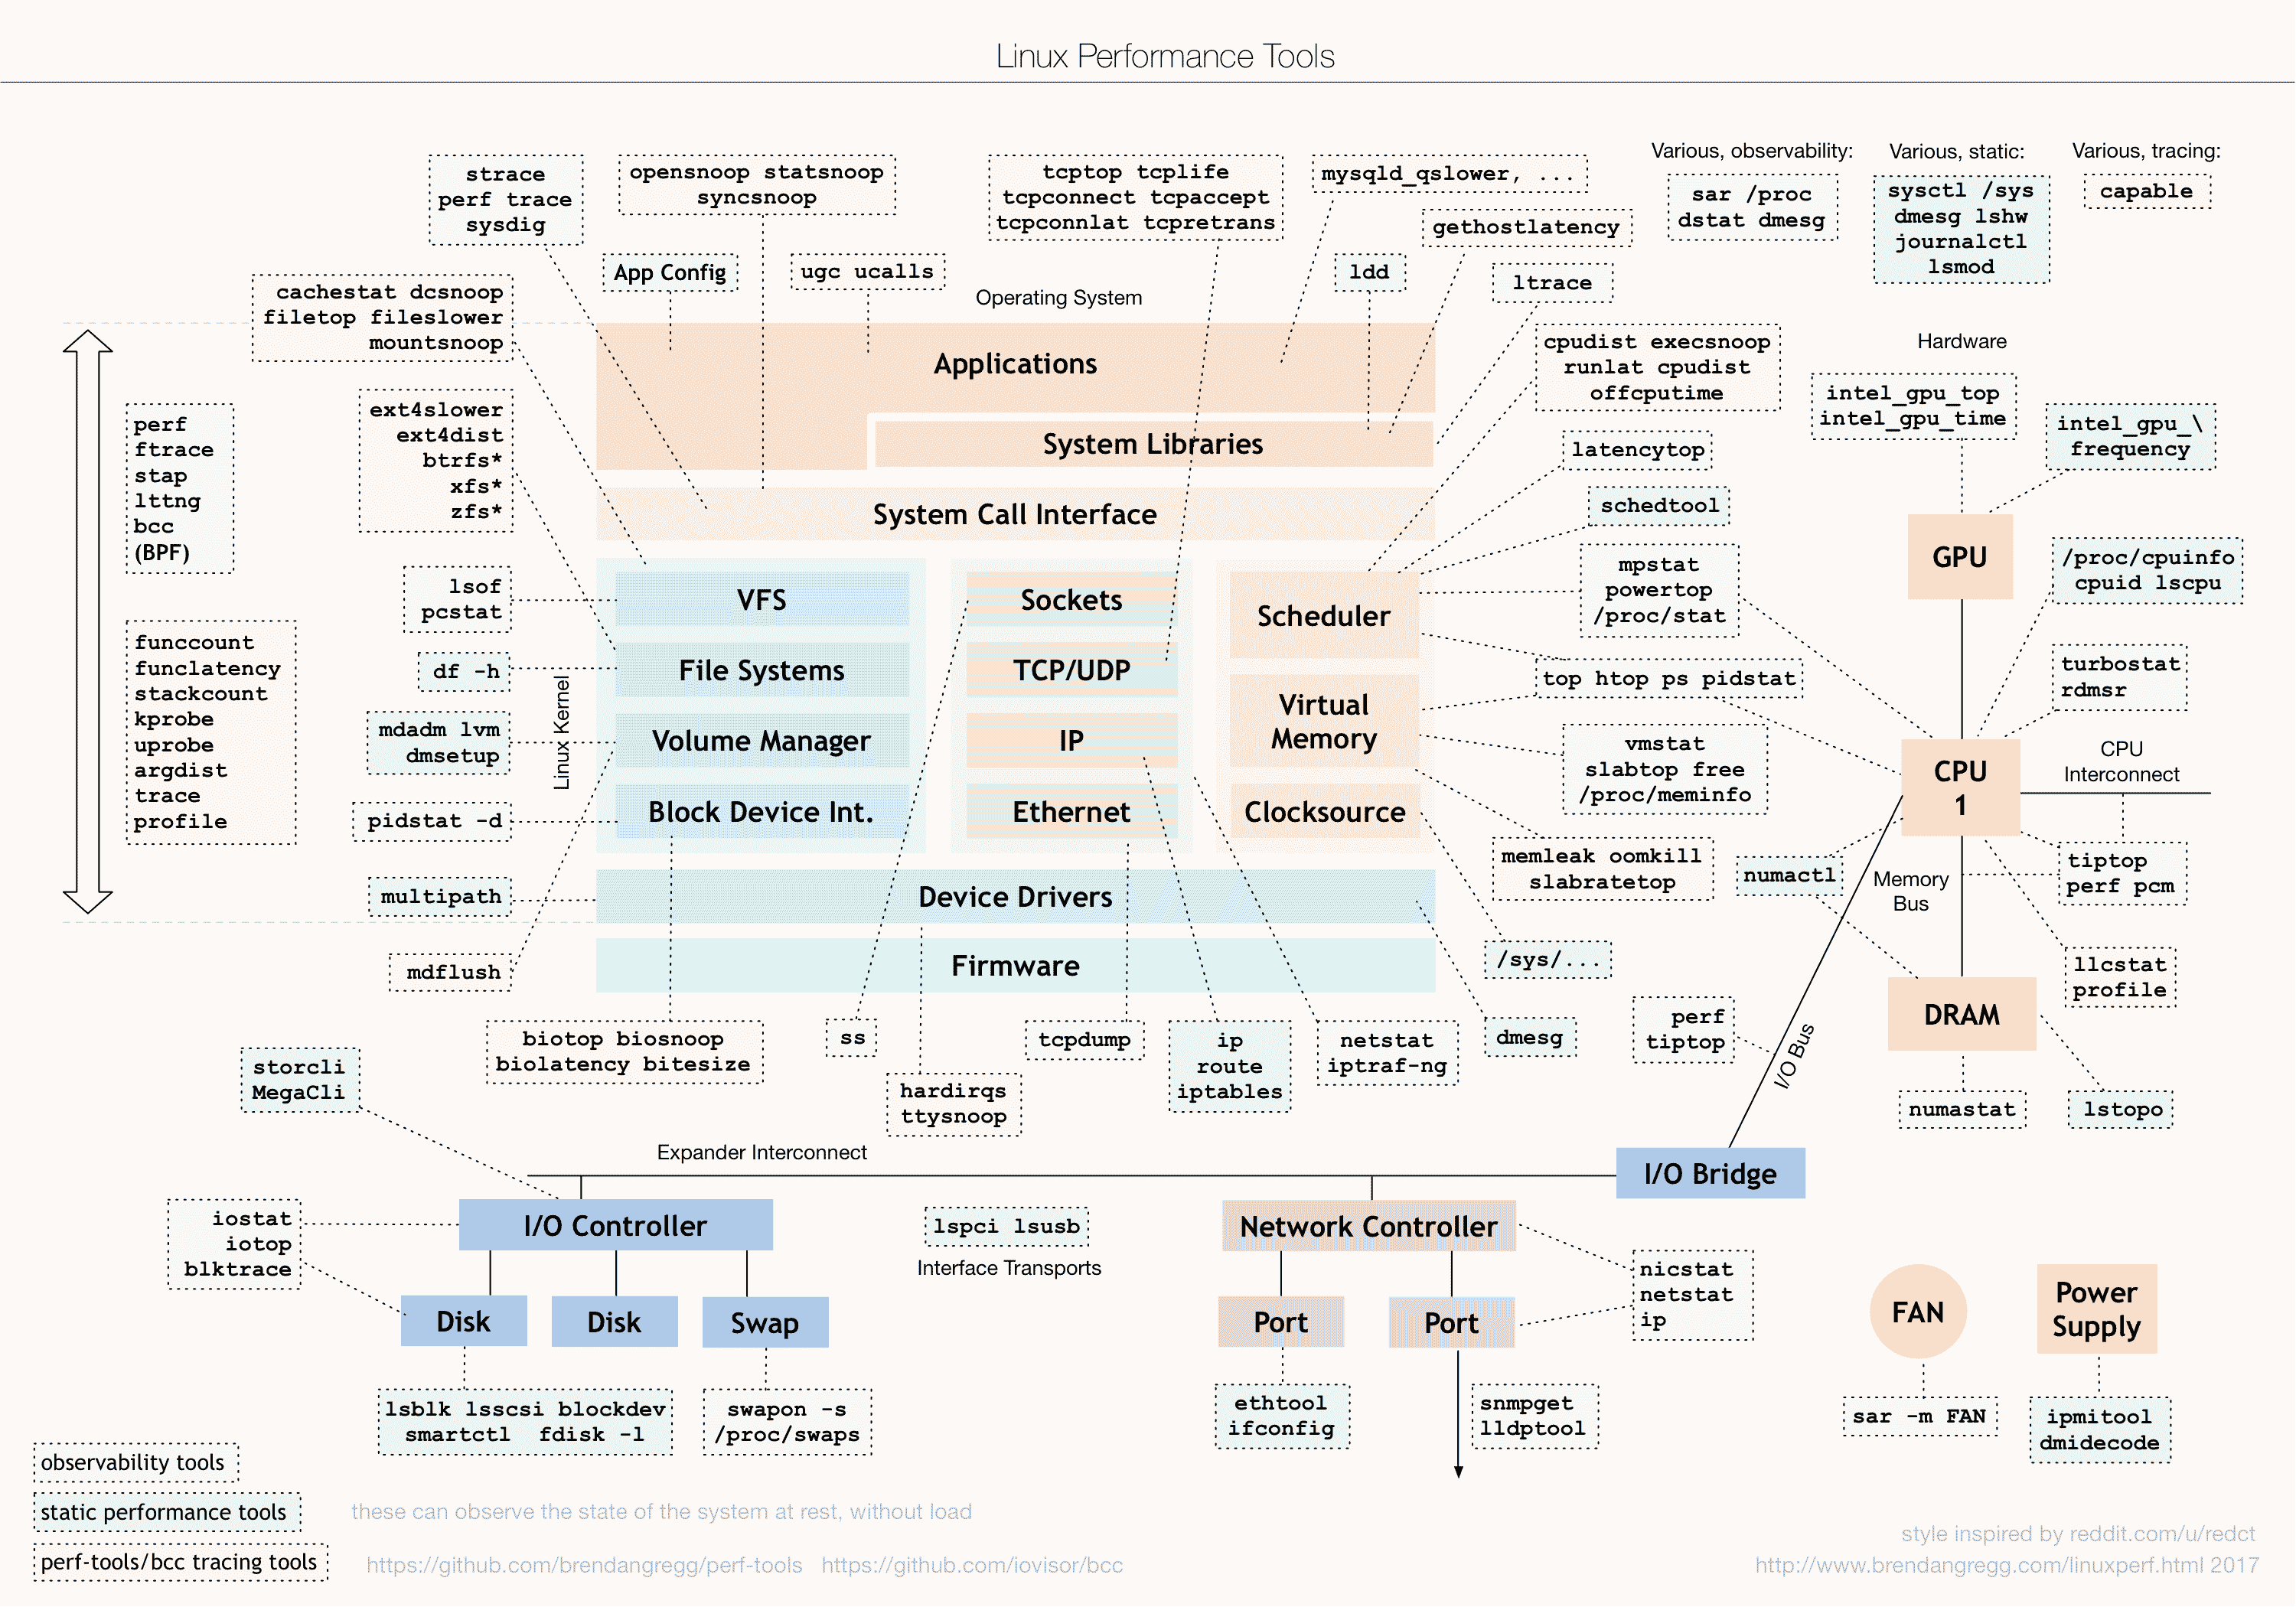 Linux Performance Tools
strace
perf trace
sysdig
opensnoop statsnoop
syncsnoop
tcptop tcplife
tcpconnect tcpaccept
tcpconnlat tcpretrans
mysqld_qslower, ...
gethostlatency
Various, observability:
sar /proc
dstat dmesg
Various, static:
sysctl /sys
dmesg lshw
journalctl
lsmod
Various, tracing:
capable
App Config
ugc ucalls
Operating System
ldd
ltrace
cachestat dcsnoop
filetop fileslower
mountsnoop
Applications
System Libraries
System Call Interface
cpudist execsnoop
runlat cpudist
offcputime
Hardware
intel_gpu_top
intel_gpu_time
intel_gpu_\
frequency
perf
ftrace
stap
lttng
bcc
(BPF)
ext4slower
ext4dist
btrfs*
xfs*
zfs*
latencytop
schedtool
GPU
/proc/cpuinfo
cpuid lscpu
lsof
pcstat
VFS
Sockets
Scheduler
mpstat
powertop
/proc/stat
funccount
funclatency
stackcount
kprobe
uprobe
argdist
trace
profile
df -h
Linux Kernel
File Systems
TCP/UDP
top htop ps pidstat
turbostat
rdmsr
mdadm lvm
dmsetup
Volume Manager
IP
Virtual
Memory
vmstat
slabtop free
/proc/meminfo
CPU
1
CPU
Interconnect
pidstat -d
Block Device Int.
Ethernet
Clocksource
memleak oomkill
slabratetop
numactl
Memory
Bus
tiptop
perf pcm
multipath
Device Drivers
mdflush
Firmware
/sys/...
llcstat
profile
DRAM
biotop biosnoop
biolatency bitesize
ss
hardirqs
ttysnoop
tcpdump
ip
route
iptables
netstat
iptraf-ng
dmesg
perf
tiptop
I/O Bus
numastat
lstopo
storcli
MegaCli
Expander Interconnect
I/O Bridge
iostat
iotop
blktrace
I/O Controller
lspci lsusb
Interface Transports
Network Controller
nicstat
netstat
ip
Disk
Disk
Swap
Port
Port
FAN
Power
Supply
lsblk lsscsi blockdev
smartctl  fdisk -l
swapon -s
/proc/swaps
ethtool
ifconfig
snmpget
lldptool
sar -m FAN
ipmitool
dmidecode
observability tools
static performance tools
these can observe the state of the system at rest, without load
perf-tools/bcc tracing tools
https://github.com/brendangregg/perf-tools   https://github.com/iovisor/bcc
style inspired by reddit.com/u/redct
http://www.brendangregg.com/linuxperf.html 2017